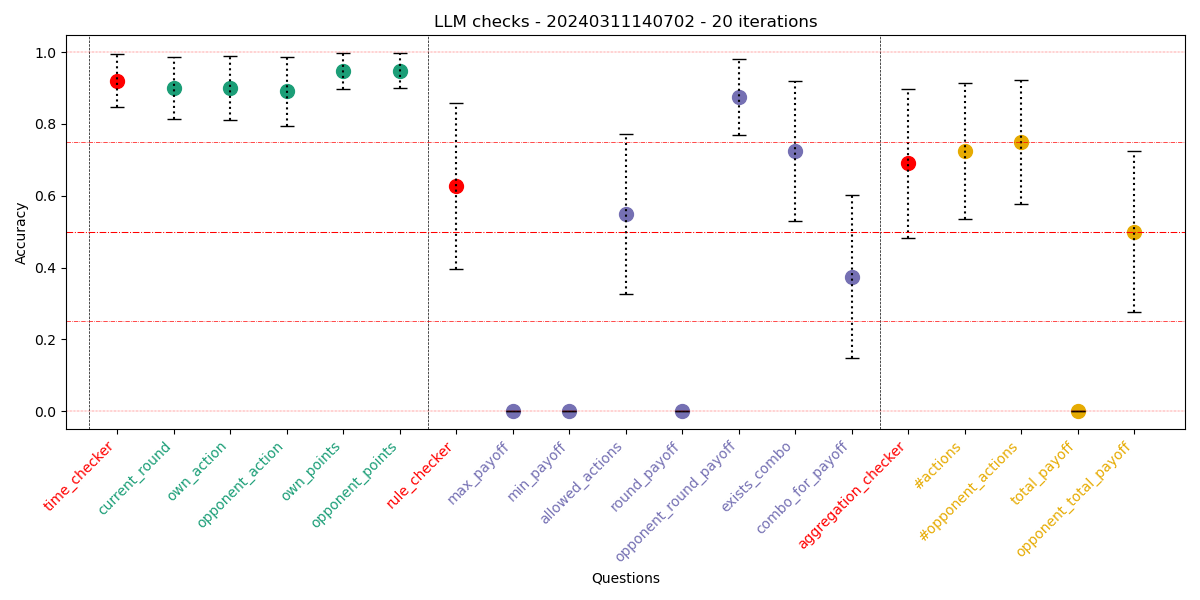 LLM checks - 20240311140702 - 20 iterations
1.0
0.8
0.6
0.4
0.2
0.0
Accuracy
time_checker
current_round
own_action
opponent_action
own_points
opponent_points
rule_checker
max_payoff
min_payoff
allowed_actions
round_payoff
opponent_round_payoff
exists_combo
combo_for_payoff
aggregation_checker
#actions
#opponent_actions
total_payoff
opponent_total_payoff
Questions